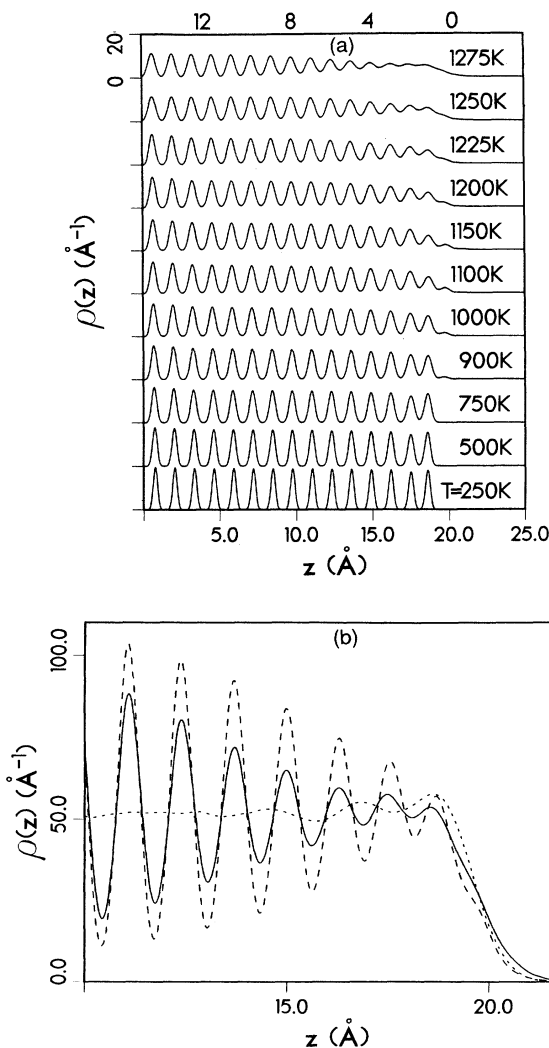 12 8 4 0
(a)
20
0
1275K
1250K
1225K
1200K
1150K
1100K
1000K
900K
750K
500K
T=250K
ρ(z) (Å⁻¹)
5.0 10.0 15.0 20.0 25.0
z (Å)
(b)
100.0
50.0
0.0
ρ(z) (Å⁻¹)
15.0 20.0
z (Å)